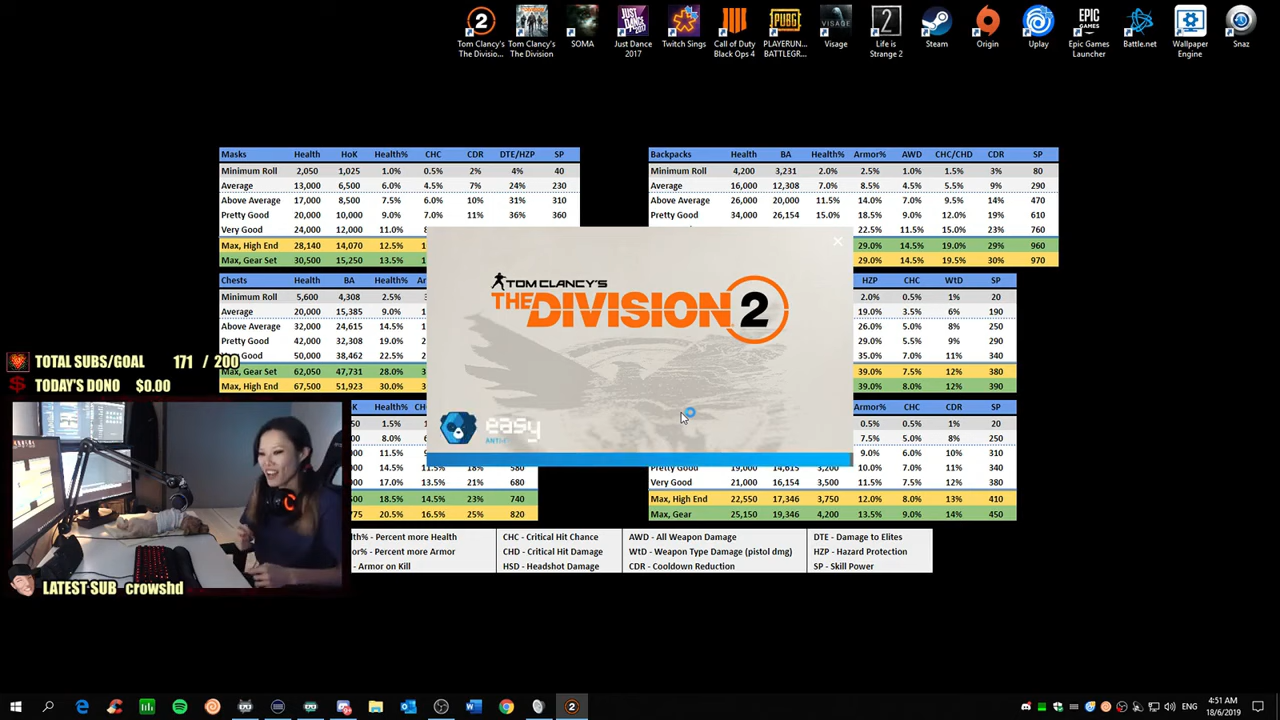 Tom Clancy's The Divisio...
Tom Clancy's The Division
SOMA
Just Dance 2017
Twitch Sings
Call of Duty Black Ops 4
PLAYERUN... BATTLEGR...
Visage
Life is Strange 2
Steam
Origin
Uplay
Epic Games Launcher
Battle.net
Wallpaper Engine
Snaz
Masks Health HoK Health% CHC CDR DTE/HZP SP
Minimum Roll 2,050 1,025 1.0% 0.5% 2% 4% 40
Average 13,000 6,500 6.0% 4.5% 7% 24% 230
Above Average 17,000 8,500 7.5% 6.0% 10% 31% 310
Pretty Good 20,000 10,000 9.0% 7.0% 11% 36% 360
Very Good 24,000 12,000 11.0%
Max, High End 28,140 14,070 12.5%
Max, Gear Set 30,500 15,250 13.5%
Backpacks Health BA Health% Armor% AWD CHC/CHD CDR SP
Minimum Roll 4,200 3,231 2.0% 2.5% 1.0% 1.5% 3% 80
Average 16,000 12,308 7.0% 8.5% 4.5% 5.5% 9% 290
Above Average 26,000 20,000 11.5% 14.0% 7.0% 9.5% 14% 470
Pretty Good 34,000 26,154 15.0% 18.5% 9.0% 12.0% 19% 610
22.5% 11.5% 15.0% 23% 760
29.0% 14.5% 19.0% 29% 960
29.0% 14.5% 19.5% 30% 970
Chests Health BA Health%
Minimum Roll 5,600 4,308 2.5%
Average 20,000 15,385 9.0%
Above Average 32,000 24,615 14.5%
Pretty Good 42,000 32,308 19.0%
Good 50,000 38,462 22.5%
Max, Gear Set 62,050 47,731 28.0%
Max, High End 67,500 51,923 30.0%
HZP CHC WtD SP
2.0% 0.5% 1% 20
19.0% 3.5% 6% 190
26.0% 5.0% 8% 250
29.0% 5.5% 9% 290
35.0% 7.0% 11% 340
39.0% 7.5% 12% 380
39.0% 8.0% 12% 390
TOM CLANCY'S
THE DIVISION 2
easy
TOTAL SUBS/GOAL 171 / 200
TODAY'S DONO $0.00
Health%
1.5%
8.0%
11.5%
14.5% 11.5% 18% 580
17.0% 13.5% 21% 680
18.5% 14.5% 23% 740
20.5% 16.5% 25% 820
Armor% CHC CDR SP
0.5% 0.5% 1% 20
7.5% 5.0% 8% 250
9.0% 6.0% 10% 310
Pretty Good 19,000 14,615 3,200 10.0% 7.0% 11% 340
Very Good 21,000 16,154 3,500 11.5% 7.5% 12% 380
Max, High End 22,550 17,346 3,750 12.0% 8.0% 13% 410
Max, Gear 25,150 19,346 4,200 13.5% 9.0% 14% 450
lth% - Percent more Health
or% - Percent more Armor
- Armor on Kill
CHC - Critical Hit Chance
CHD - Critical Hit Damage
HSD - Headshot Damage
AWD - All Weapon Damage
WtD - Weapon Type Damage (pistol dmg)
CDR - Cooldown Reduction
DTE - Damage to Elites
HZP - Hazard Protection
SP - Skill Power
LATEST SUB crowshd
4:51 AM
18/6/2019